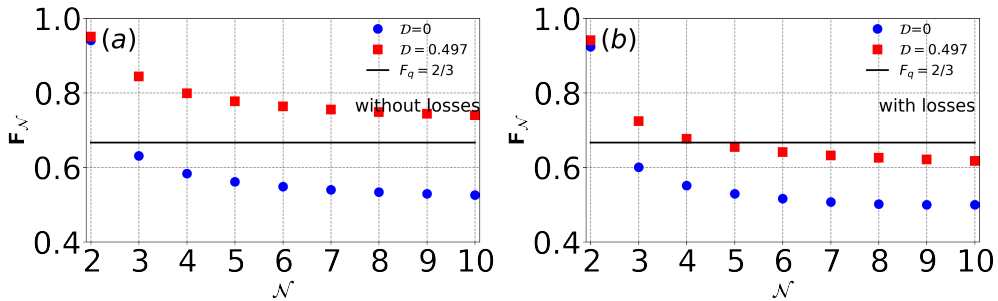 (a)
𝒟=0
𝒟 = 0.497
F_q = 2/3
without losses
1.0
0.8
0.6
0.4
F_𝒩
2 3 4 5 6 7 8 9 10
𝒩
(b)
𝒟=0
𝒟 = 0.497
F_q = 2/3
with losses
1.0
0.8
0.6
0.4
F_𝒩
2 3 4 5 6 7 8 9 10
𝒩